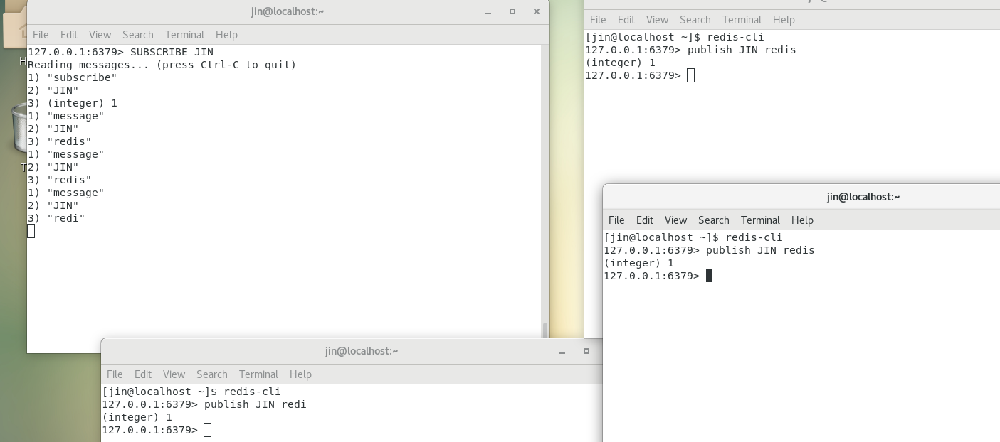 jin@localhost:~
File Edit View Search Terminal Help
127.0.0.1:6379> SUBSCRIBE JIN
Reading messages... (press Ctrl-C to quit)
1) "subscribe"
2) "JIN"
3) (integer) 1
1) "message"
2) "JIN"
3) "redis"
1) "message"
2) "JIN"
3) "redis"
1) "message"
2) "JIN"
3) "redi"
File Edit View Search Terminal Help
[jin@localhost ~]$ redis-cli
127.0.0.1:6379> publish JIN redis
(integer) 1
127.0.0.1:6379>
jin@localhost:~
File Edit View Search Terminal Help
[jin@localhost ~]$ redis-cli
127.0.0.1:6379> publish JIN redis
(integer) 1
127.0.0.1:6379>
jin@localhost:~
File Edit View Search Terminal Help
[jin@localhost ~]$ redis-cli
127.0.0.1:6379> publish JIN redi
(integer) 1
127.0.0.1:6379>